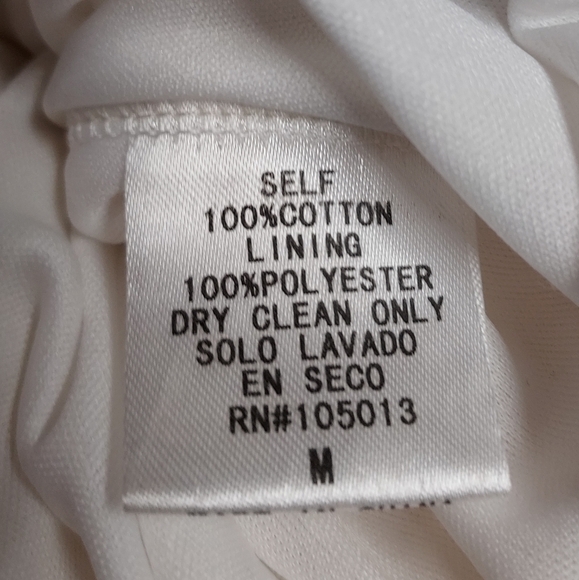 SELF
100%COTTON
LINING
100%POLYESTER
DRY CLEAN ONLY
SOLO LAVADO
EN SECO
RN#105013
M